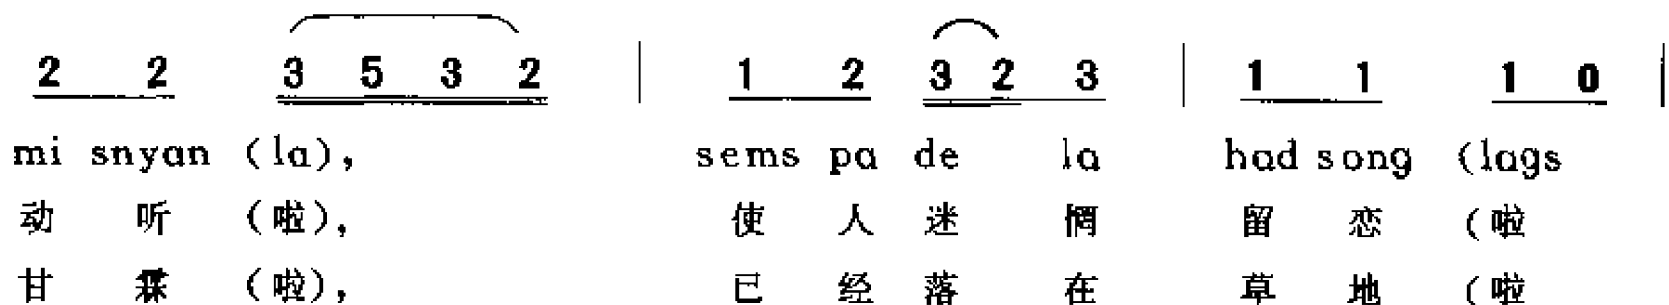 2 2 3 5 3 2 | 1 2 3 2 3 | 1 1 1 0 |
mi snyan (la), sems pa de la had song (lags
动 听 (啦), 使 人 迷 惘 留 恋 (啦
甘 霖 (啦), 已 经 落 在 草 地 (啦